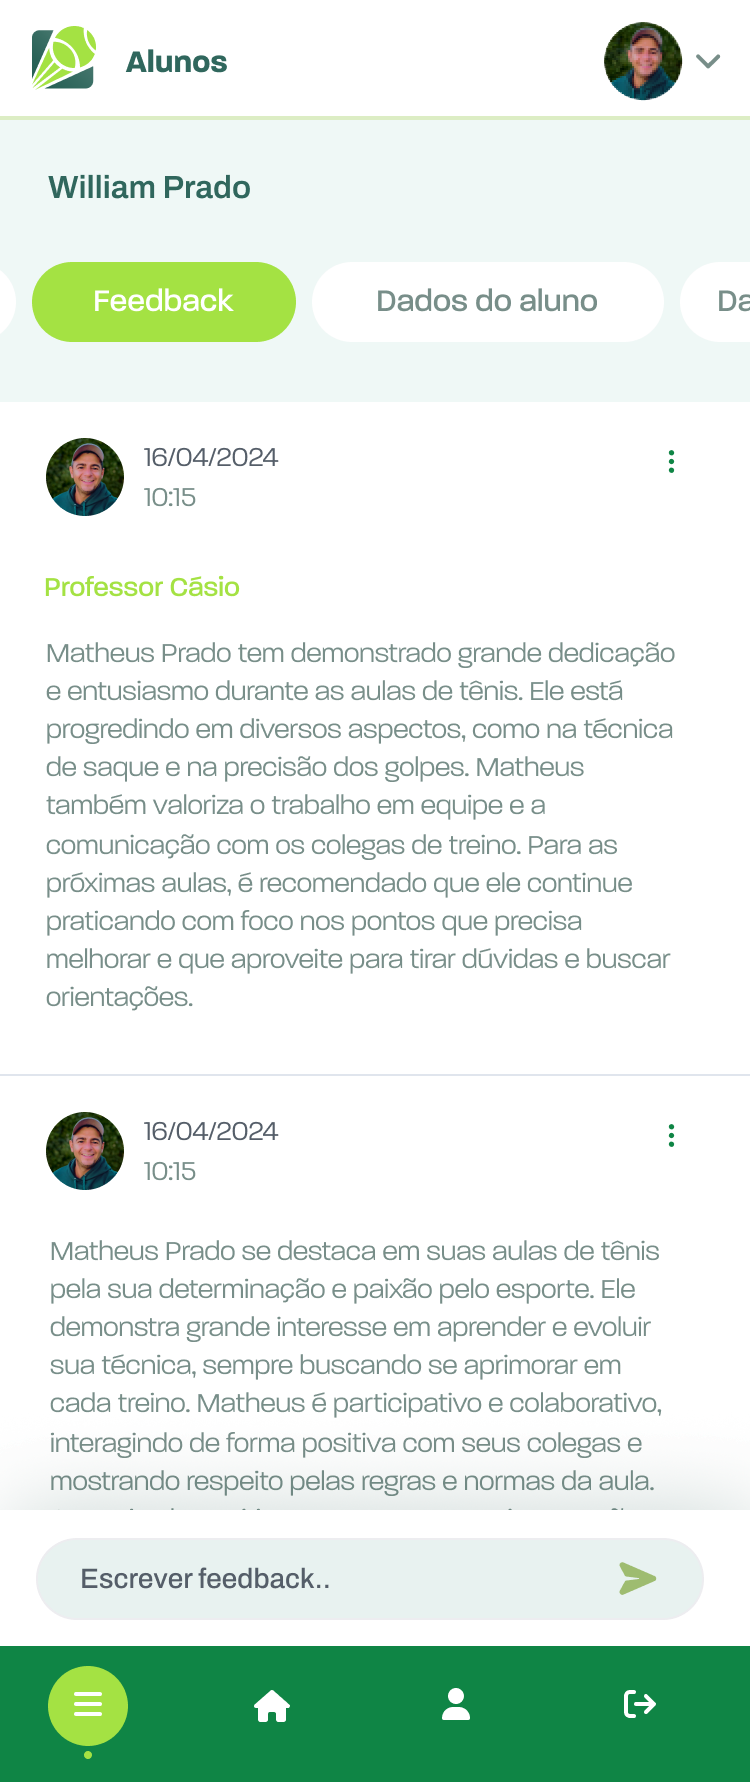 Alunos
William Prado
Feedback
Dados do aluno
Da
16/04/2024
10:15
Professor Cásio
Matheus Prado tem demonstrado grande dedicação
e entusiasmo durante as aulas de tênis. Ele está
progredindo em diversos aspectos, como na técnica
de saque e na precisão dos golpes. Matheus
também valoriza o trabalho em equipe e a
comunicação com os colegas de treino. Para as
próximas aulas, é recomendado que ele continue
praticando com foco nos pontos que precisa
melhorar e que aproveite para tirar dúvidas e buscar
orientações.
16/04/2024
10:15
Matheus Prado se destaca em suas aulas de tênis
pela sua determinação e paixão pelo esporte. Ele
demonstra grande interesse em aprender e evoluir
sua técnica, sempre buscando se aprimorar em
cada treino. Matheus é participativo e colaborativo,
interagindo de forma positiva com seus colegas e
mostrando respeito pelas regras e normas da aula.
Escrever feedback..